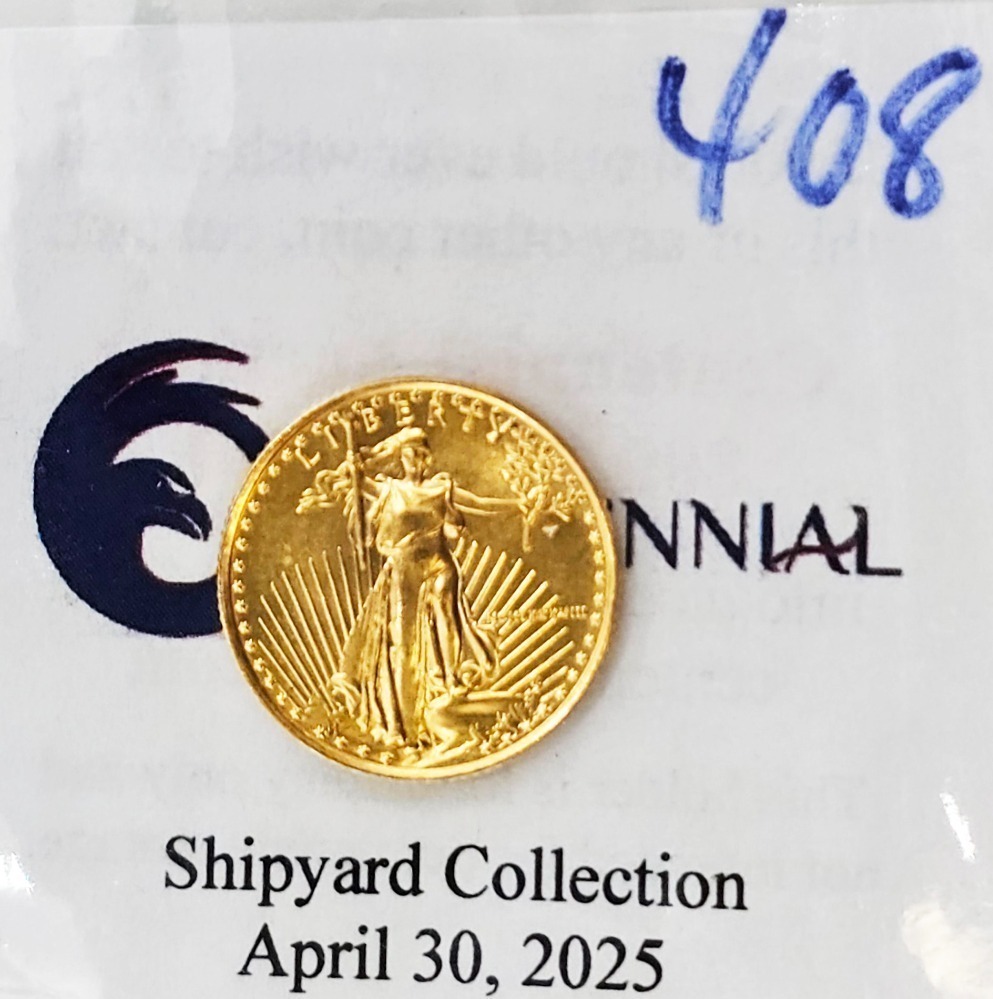 408
LIBERTY
NNIAL
Shipyard Collection
April 30, 2025